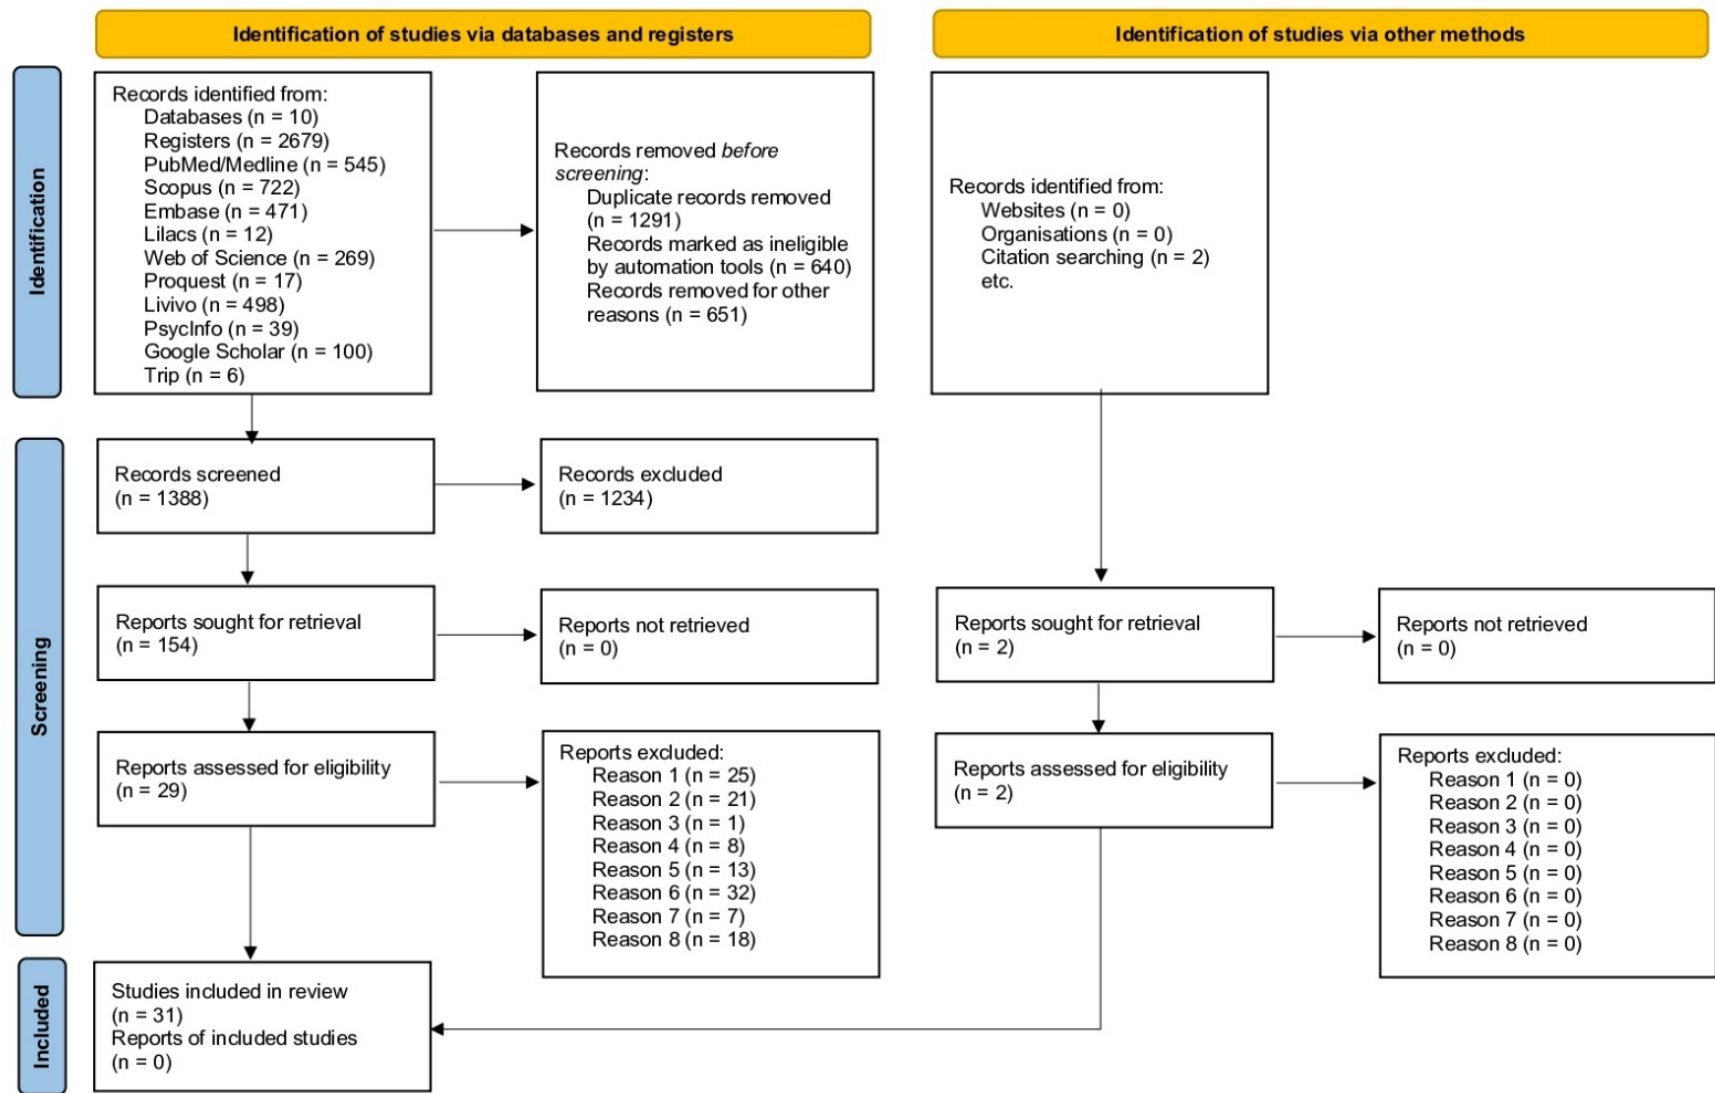 Identification of studies via databases and registers
Identification of studies via other methods
Identification
Records identified from:
Databases (n = 10)
Registers (n = 2679)
PubMed/Medline (n = 545)
Scopus (n = 722)
Embase (n = 471)
Lilacs (n = 12)
Web of Science (n = 269)
Proquest (n = 17)
Livivo (n = 498)
PsycInfo (n = 39)
Google Scholar (n = 100)
Trip (n = 6)
Records removed before
screening:
Duplicate records removed
(n = 1291)
Records marked as ineligible
by automation tools (n = 640)
Records removed for other
reasons (n = 651)
Records identified from:
Websites (n = 0)
Organisations (n = 0)
Citation searching (n = 2)
etc.
Screening
Records screened
(n = 1388)
Records excluded
(n = 1234)
Reports sought for retrieval
(n = 154)
Reports not retrieved
(n = 0)
Reports sought for retrieval
(n = 2)
Reports not retrieved
(n = 0)
Reports assessed for eligibility
(n = 29)
Reports excluded:
Reason 1 (n = 25)
Reason 2 (n = 21)
Reason 3 (n = 1)
Reason 4 (n = 8)
Reason 5 (n = 13)
Reason 6 (n = 32)
Reason 7 (n = 7)
Reason 8 (n = 18)
Reports assessed for eligibility
(n = 2)
Reports excluded:
Reason 1 (n = 0)
Reason 2 (n = 0)
Reason 3 (n = 0)
Reason 4 (n = 0)
Reason 5 (n = 0)
Reason 6 (n = 0)
Reason 7 (n = 0)
Reason 8 (n = 0)
Included
Studies included in review
(n = 31)
Reports of included studies
(n = 0)